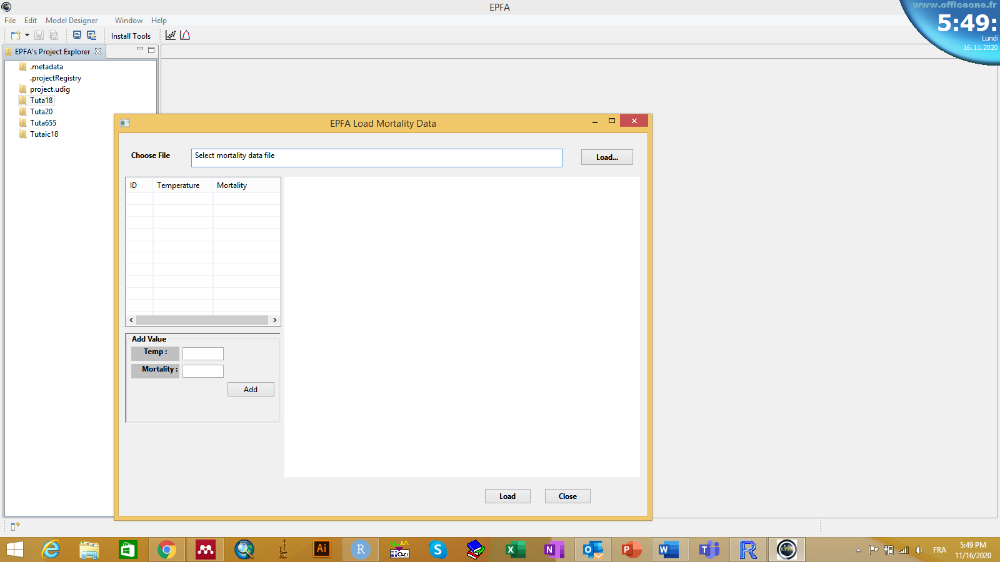 EPFA
www.officeone.fr
5:49:
Lundi
16.11.2020
File Edit Model Designer Window Help
Install Tools
EPFA's Project Explorer
.metadata
.projectRegistry
project.udig
Tuta18
Tuta20
Tuta655
Tutaic18
EPFA Load Mortality Data
Choose File
Select mortality data file
Load...
ID Temperature Mortality
Add Value
Temp :
Mortality :
Add
Load
Close
FRA
5:49 PM
11/16/2020